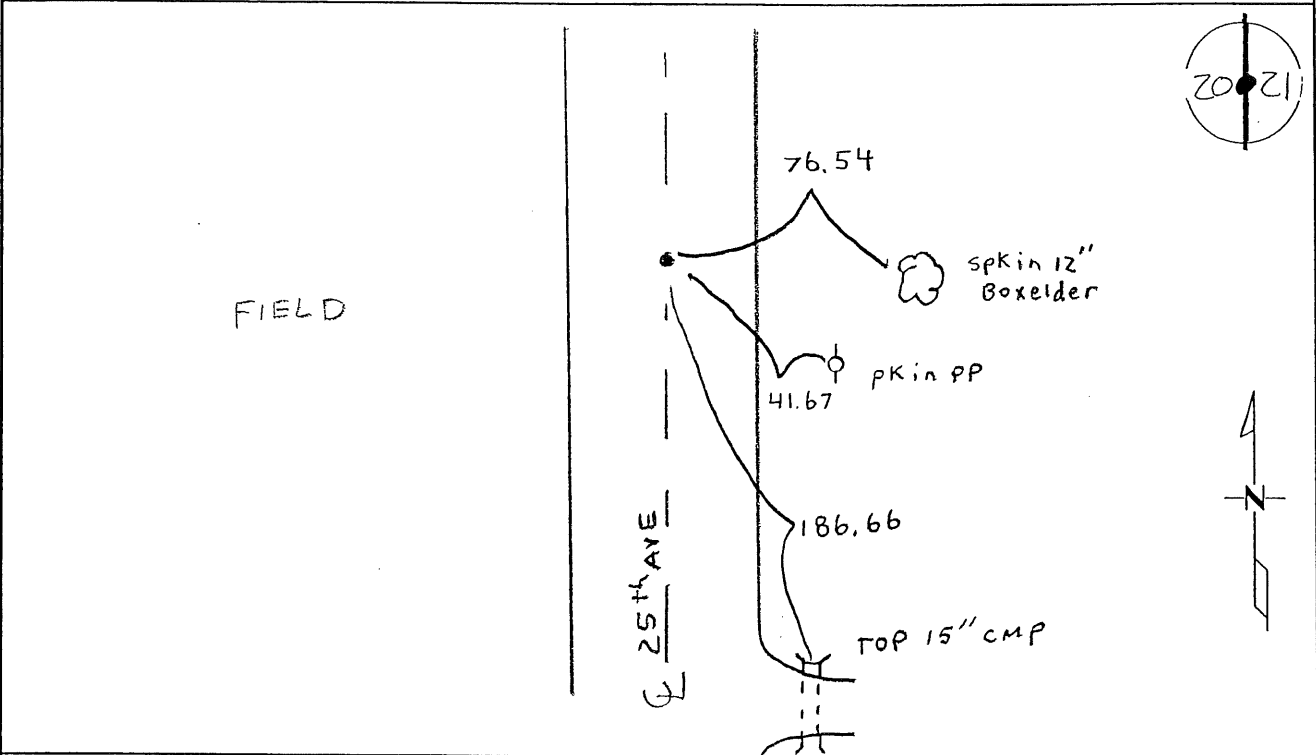 20 21
76.54
spk in 12"
Boxelder
FIELD
pk in PP
41.67
N
186.66
25th AVE
TOP 15" CMP